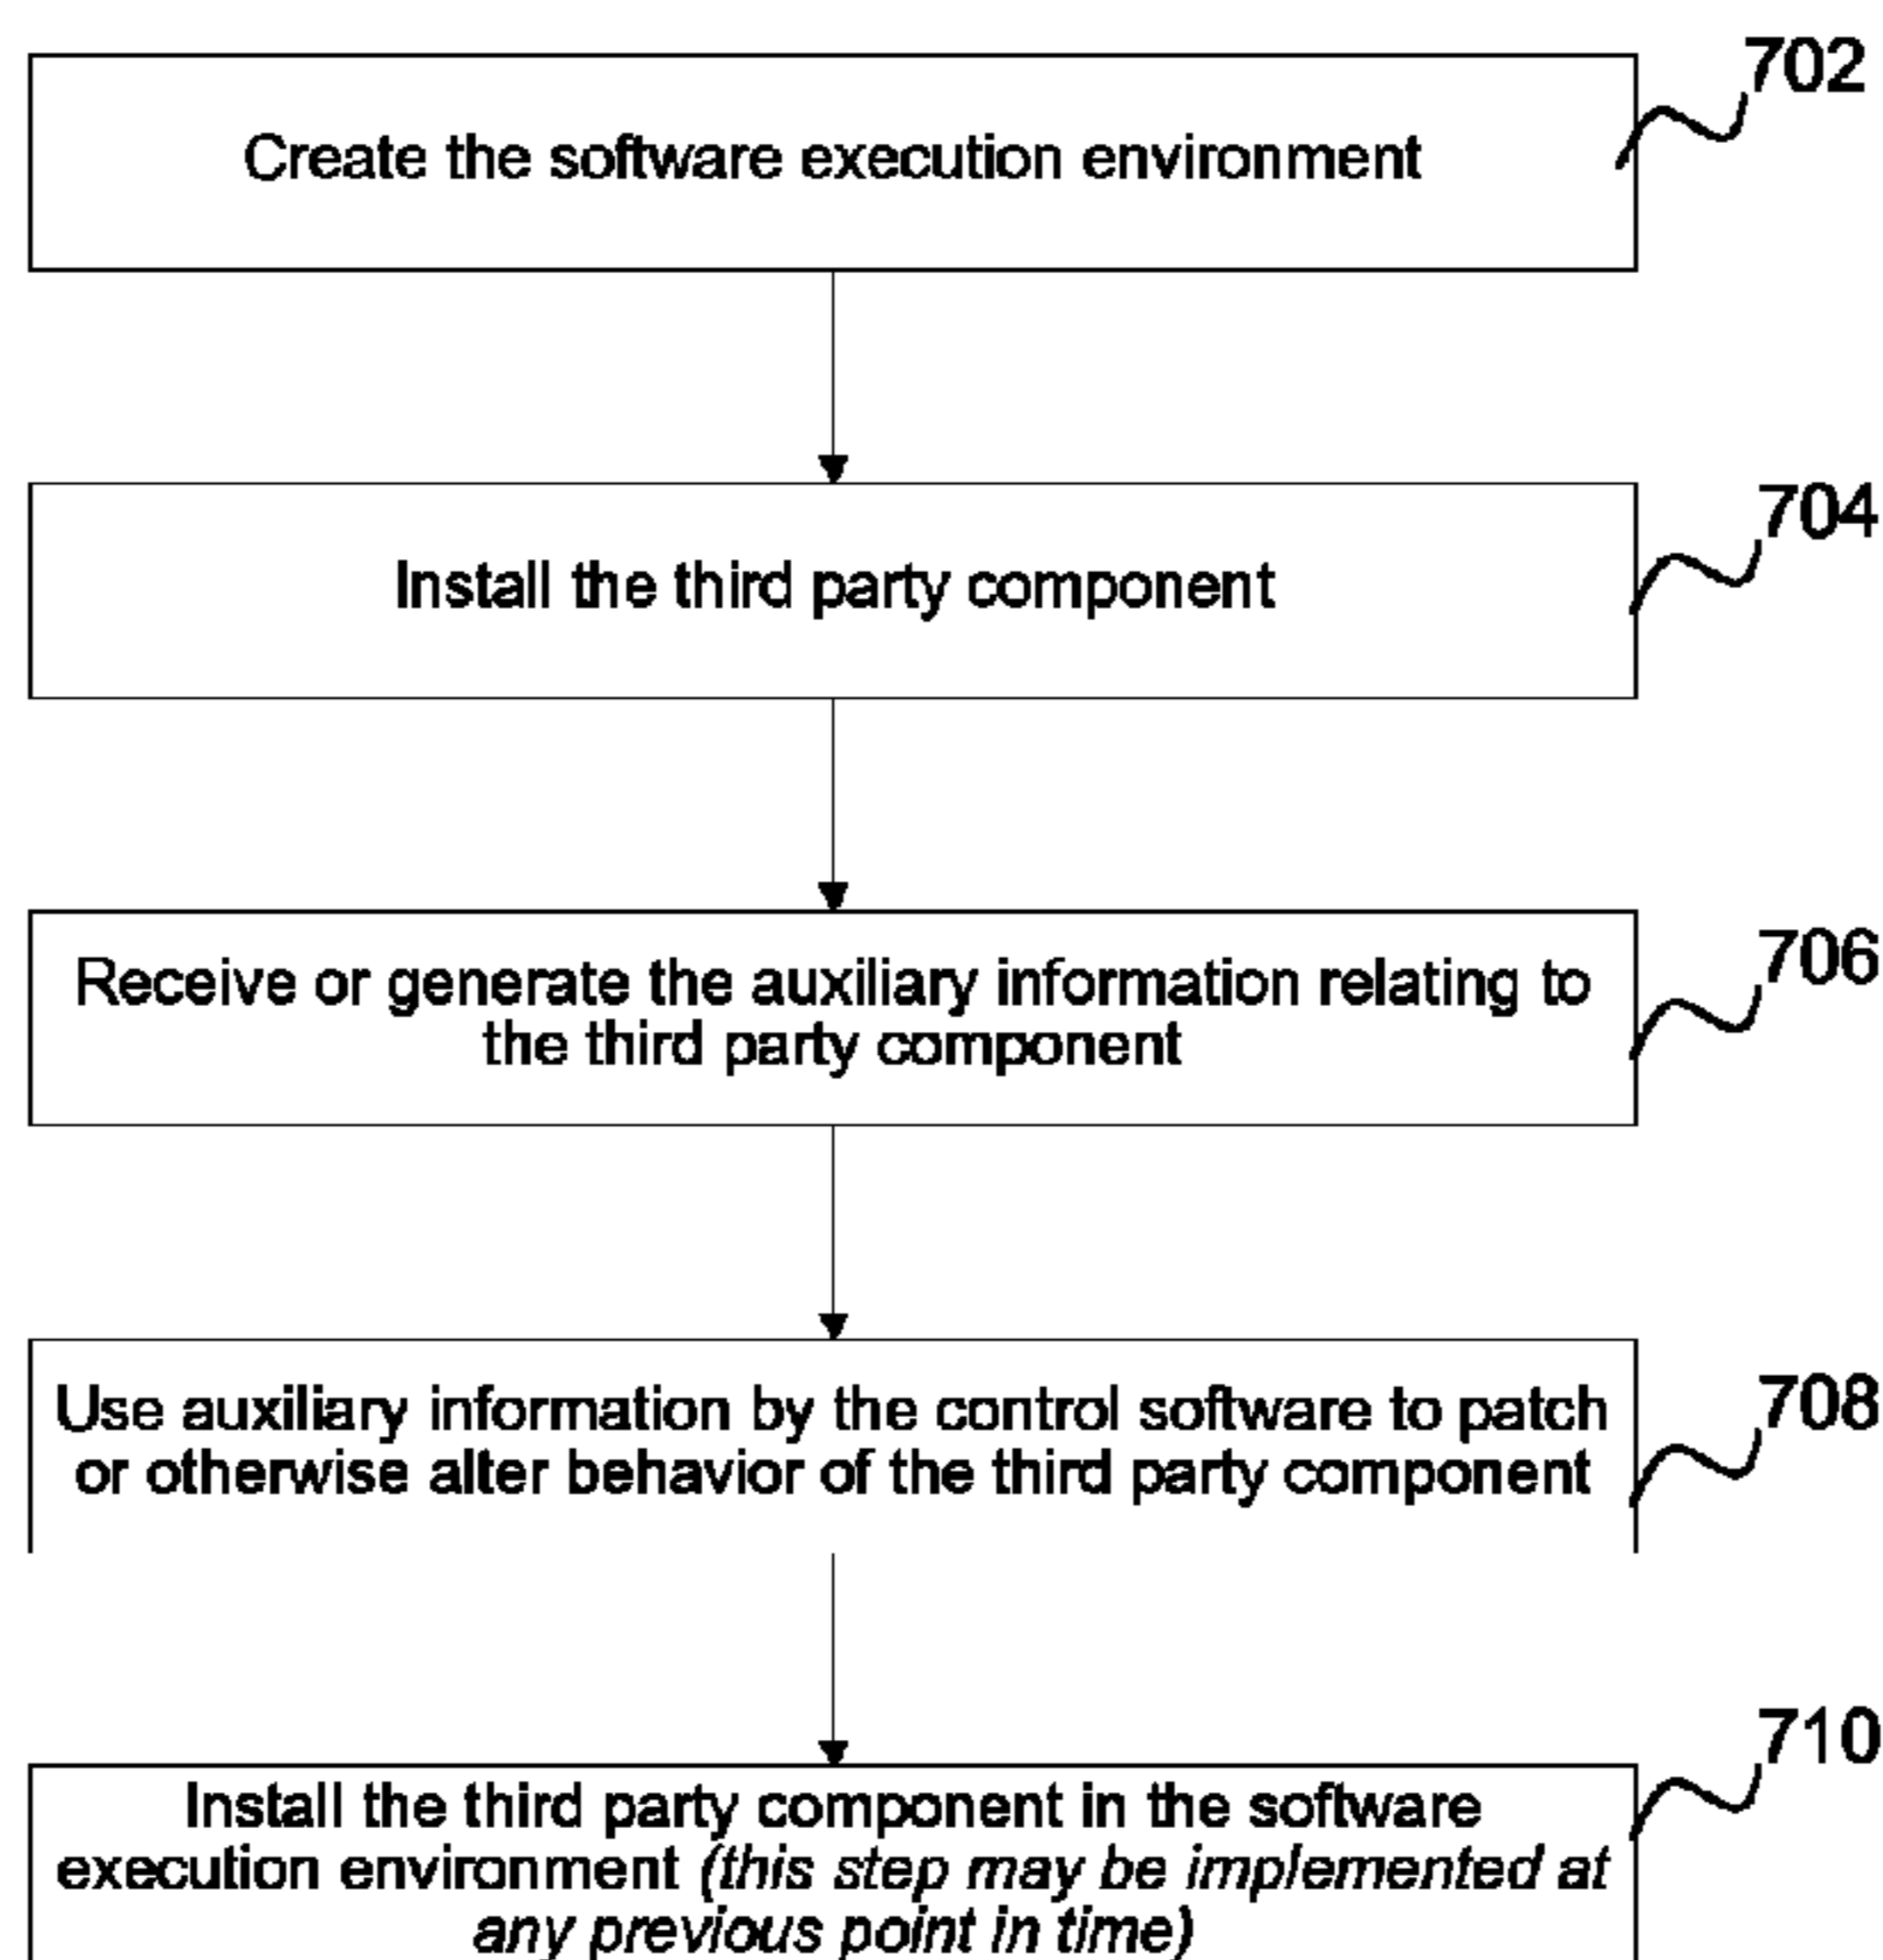 702
Create the software execution environment
704
Install the third party component
706
Receive or generate the auxiliary information relating to
the third party component
708
Use auxiliary information by the control software to patch
or otherwise alter behavior of the third party component
710
Install the third party component in the software
execution environment (this step may be implemented at
any previous point in time)